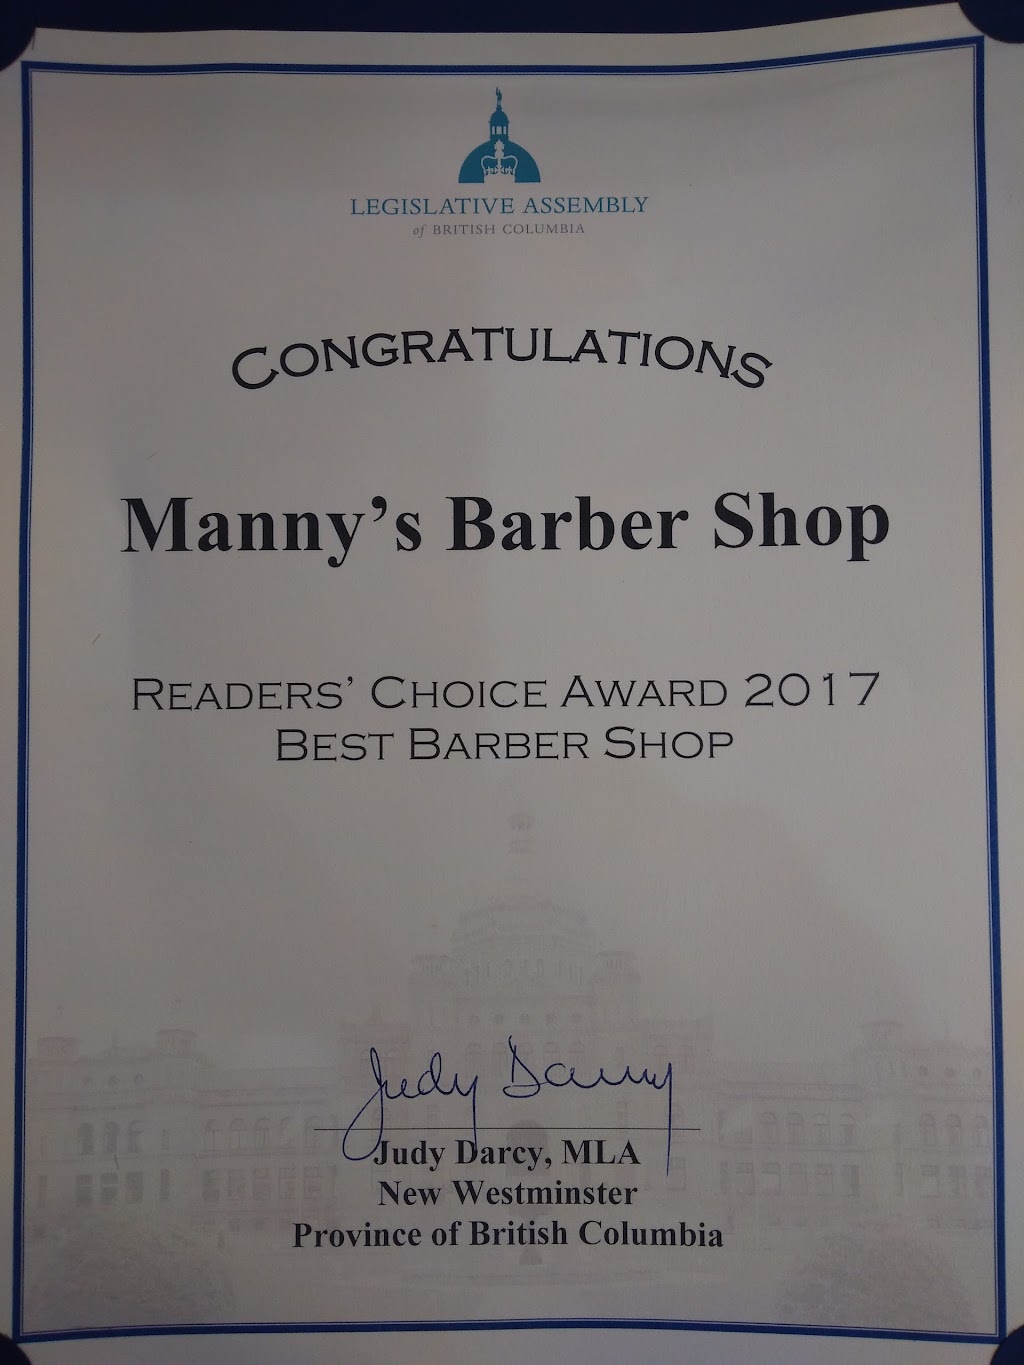 LEGISLATIVE ASSEMBLY
of BRITISH COLUMBIA
CONGRATULATIONS
Manny's Barber Shop
READERS' CHOICE AWARD 2017
BEST BARBER SHOP
Judy Darcy
Judy Darcy, MLA
New Westminster
Province of British Columbia